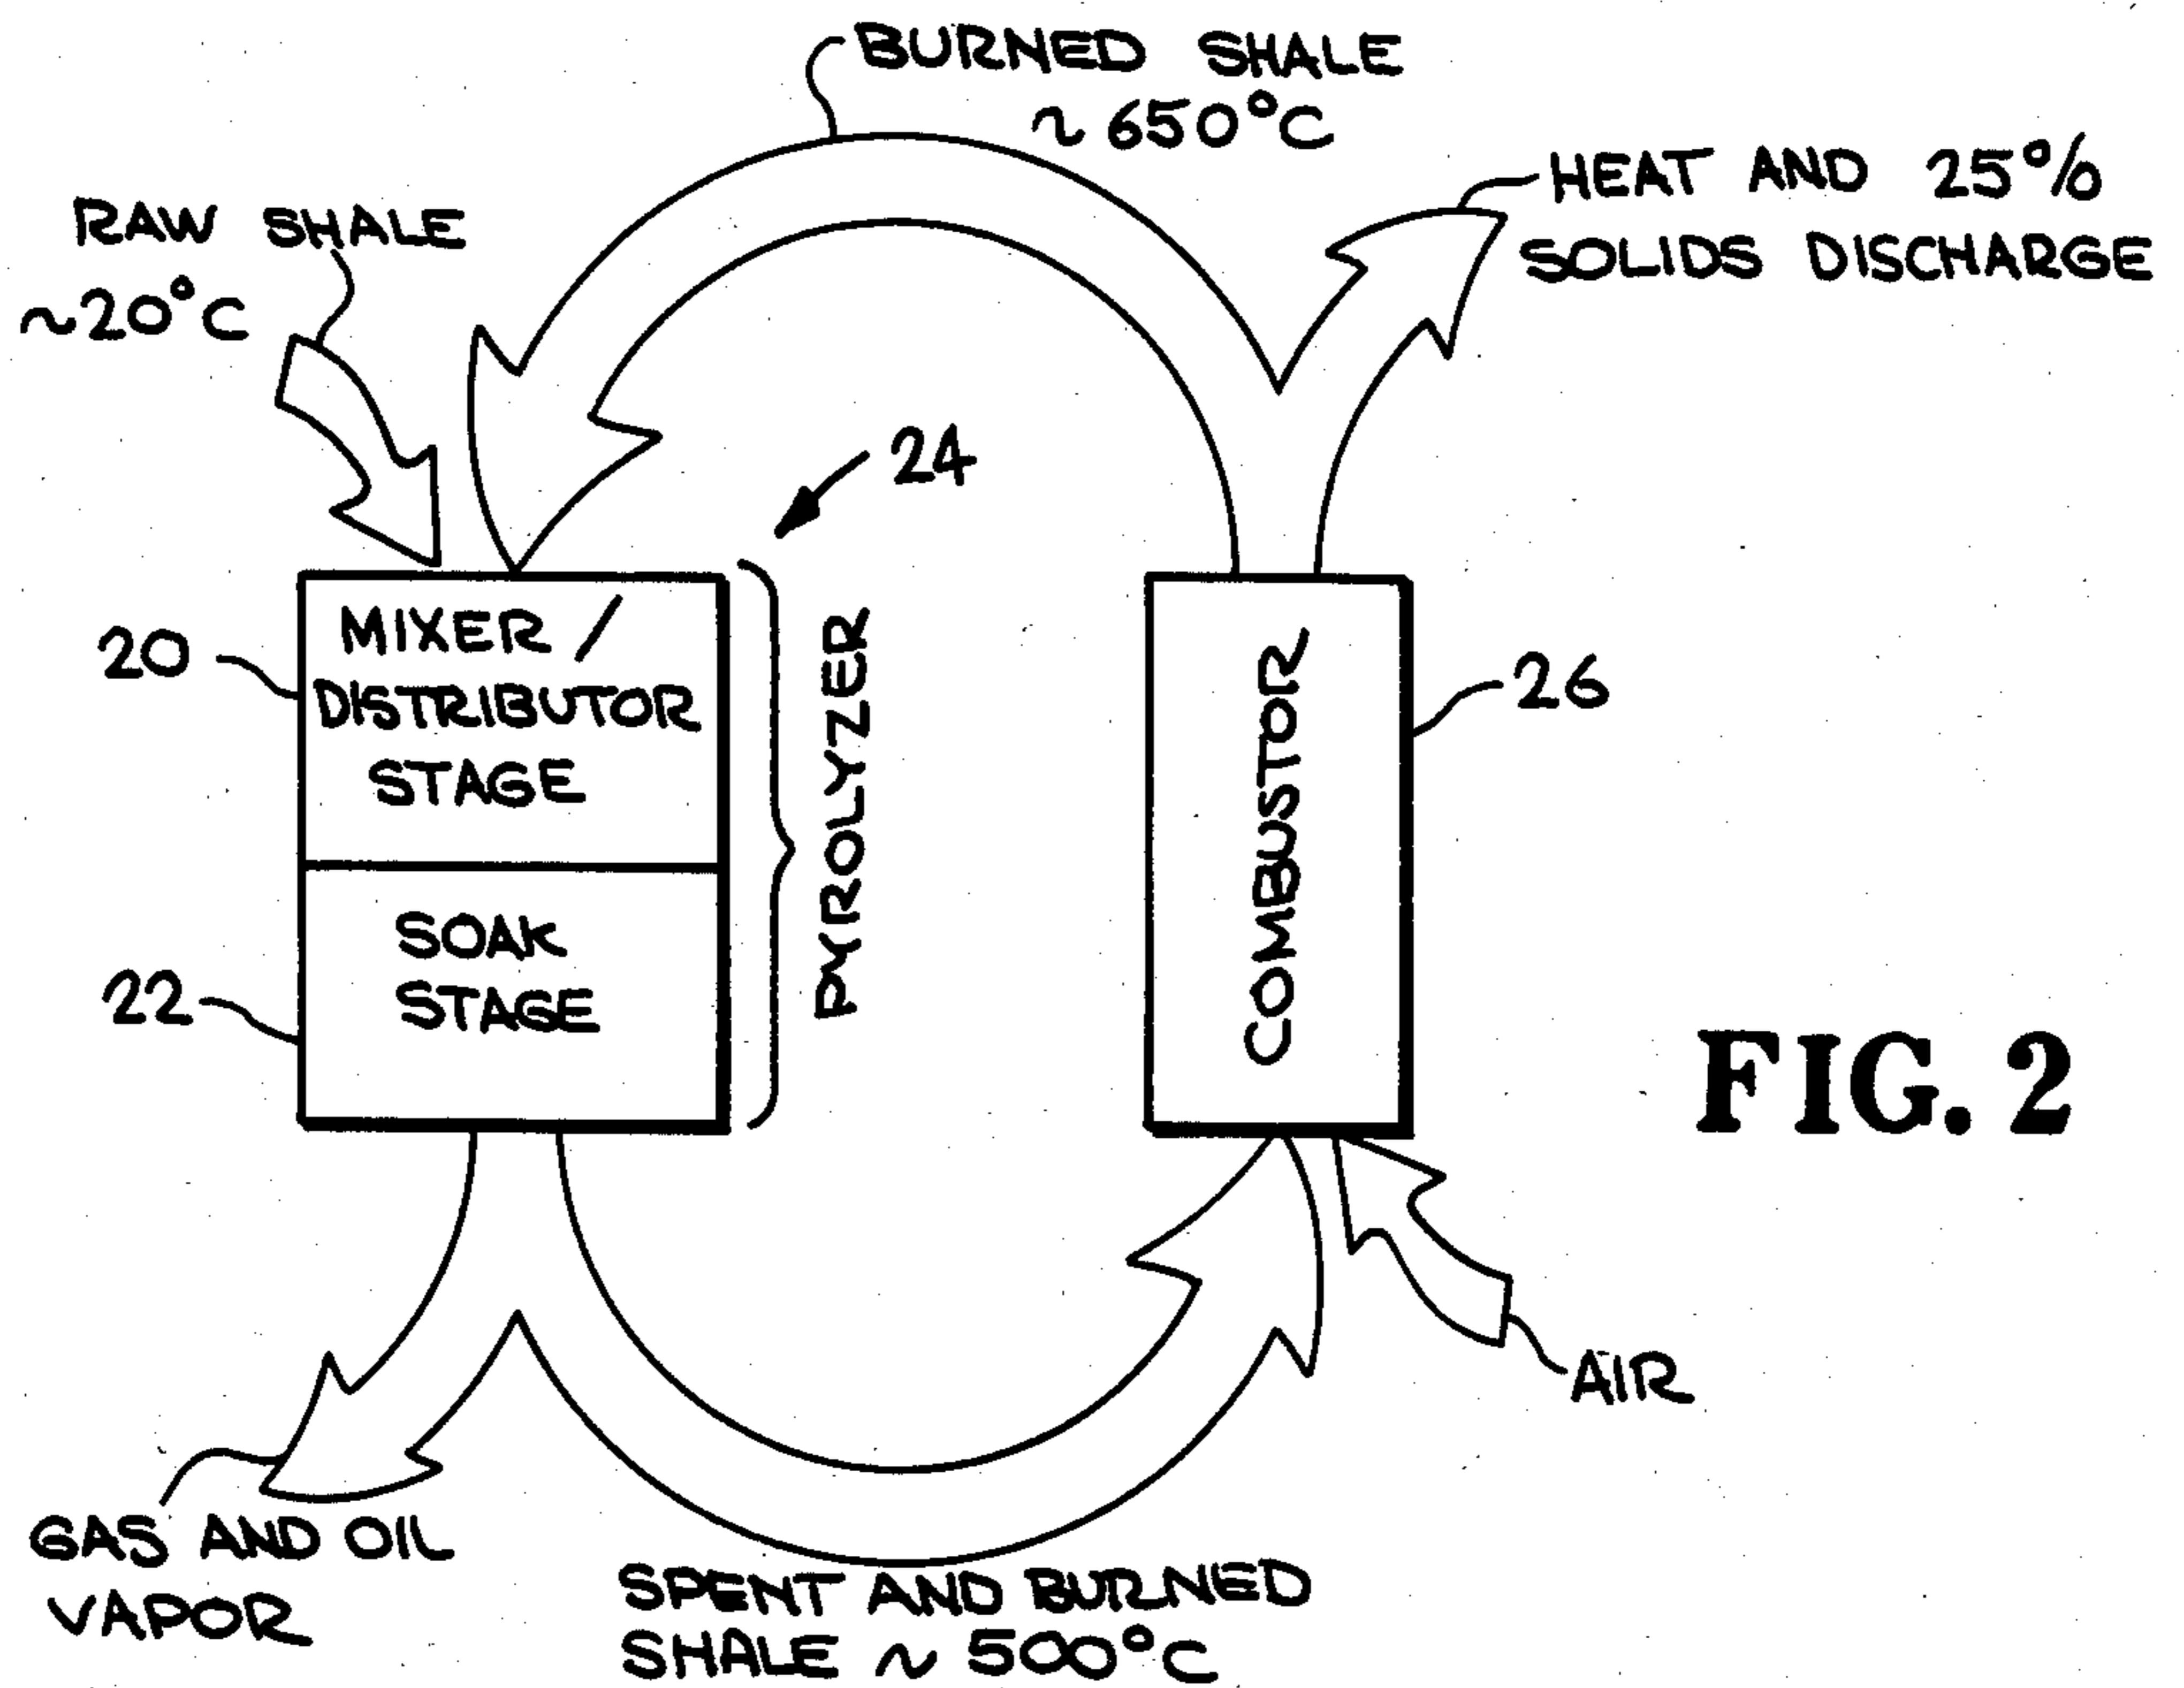 BURNED SHALE
~ 650°C
HEAT AND 25%
SOLIDS DISCHARGE
RAW SHALE
~20°C
24
20
MIXER /
DISTRIBUTOR
STAGE
PYROLYZER
COMBUSTOR
26
22
SOAK
STAGE
FIG. 2
AIR
GAS AND OIL
VAPOR
SPENT AND BURNED
SHALE ~ 500°C